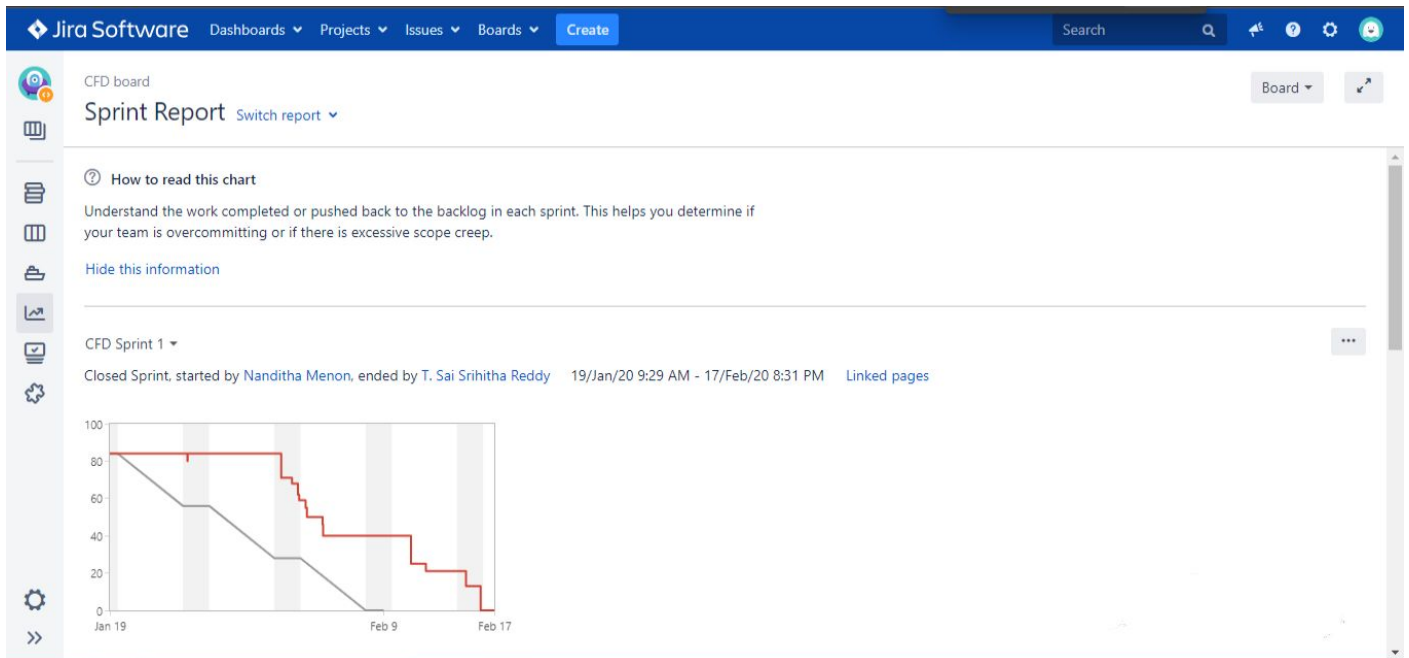 Jira Software Dashboards Projects Issues Boards Create Search
CFD board
Board
Sprint Report Switch report
How to read this chart
Understand the work completed or pushed back to the backlog in each sprint. This helps you determine if
your team is overcommitting or if there is excessive scope creep.
Hide this information
CFD Sprint 1
Closed Sprint, started by Nanditha Menon, ended by T. Sai Srihitha Reddy 19/Jan/20 9:29 AM - 17/Feb/20 8:31 PM Linked pages
100
80
60
40
20
0
Jan 19 Feb 9 Feb 17